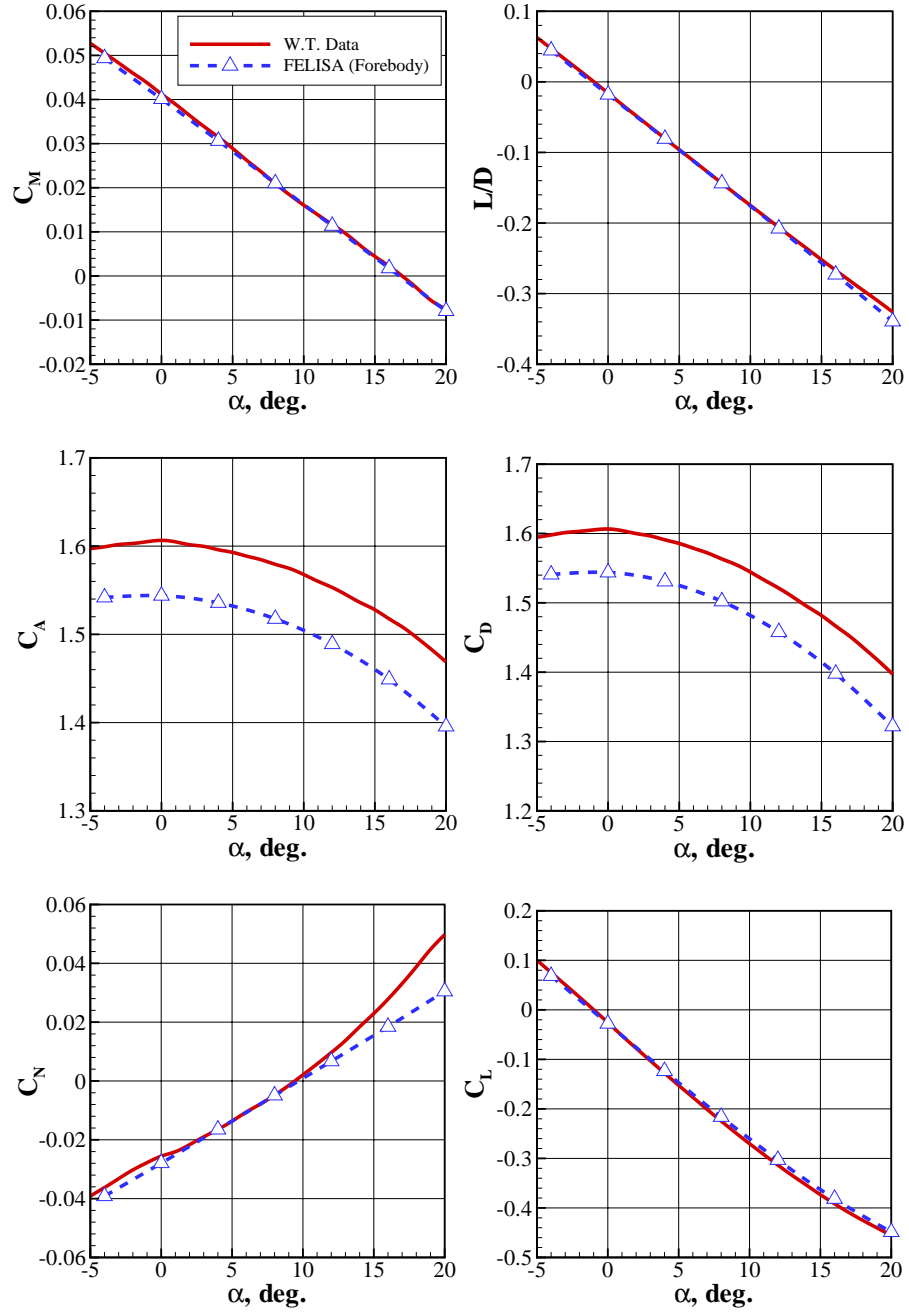 0.06
0.05
0.04
0.03
0.02
0.01
0
-0.01
-0.02
C_M
-5 0 5 10 15 20
α, deg.
W.T. Data
FELISA (Forebody)
0.1
0
-0.1
-0.2
-0.3
-0.4
L/D
-5 0 5 10 15 20
α, deg.
1.7
1.6
1.5
1.4
1.3
C_A
-5 0 5 10 15 20
α, deg.
1.7
1.6
1.5
1.4
1.3
1.2
C_D
-5 0 5 10 15 20
α, deg.
0.06
0.04
0.02
0
-0.02
-0.04
-0.06
C_N
-5 0 5 10 15 20
α, deg.
0.2
0.1
0
-0.1
-0.2
-0.3
-0.4
-0.5
C_L
-5 0 5 10 15 20
α, deg.